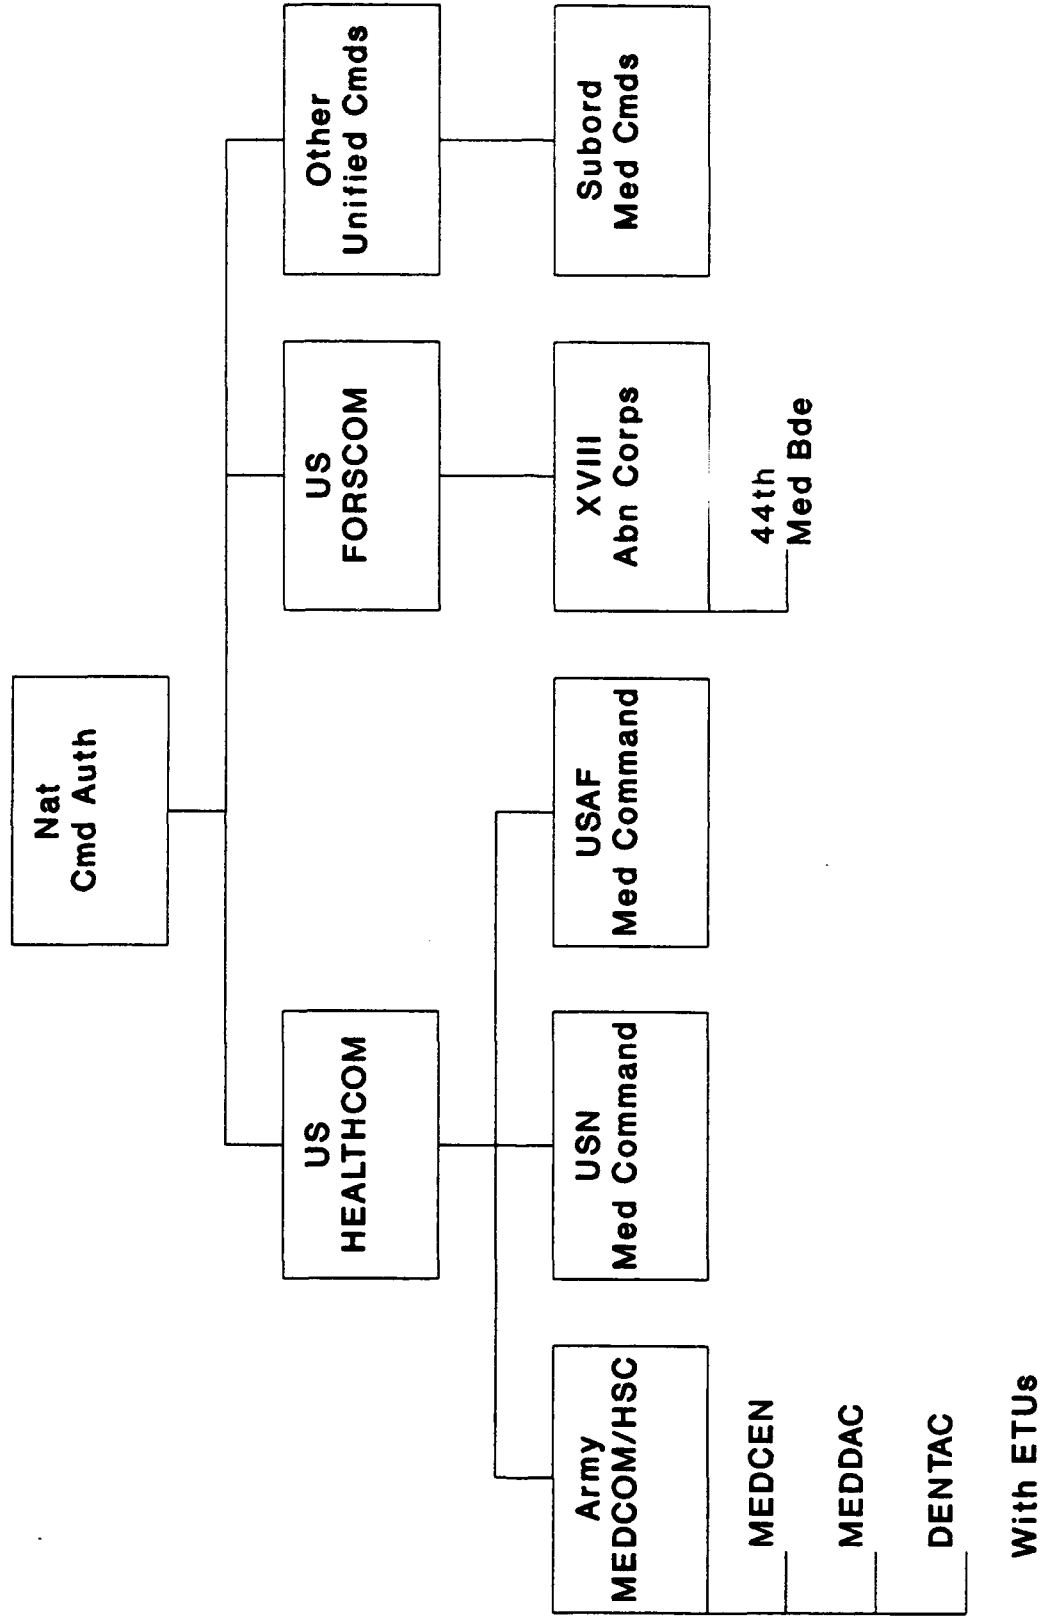 Nat
Cmd Auth
US
HEALTHCOM
US
FORSCOM
Other
Unified Cmds
Army
MEDCOM/HSC
USN
Med Command
USAF
Med Command
XVIII
Abn Corps
Subord
Med Cmds
MEDCEN
MEDDAC
DENTAC
With ETUs
44th
Med Bde